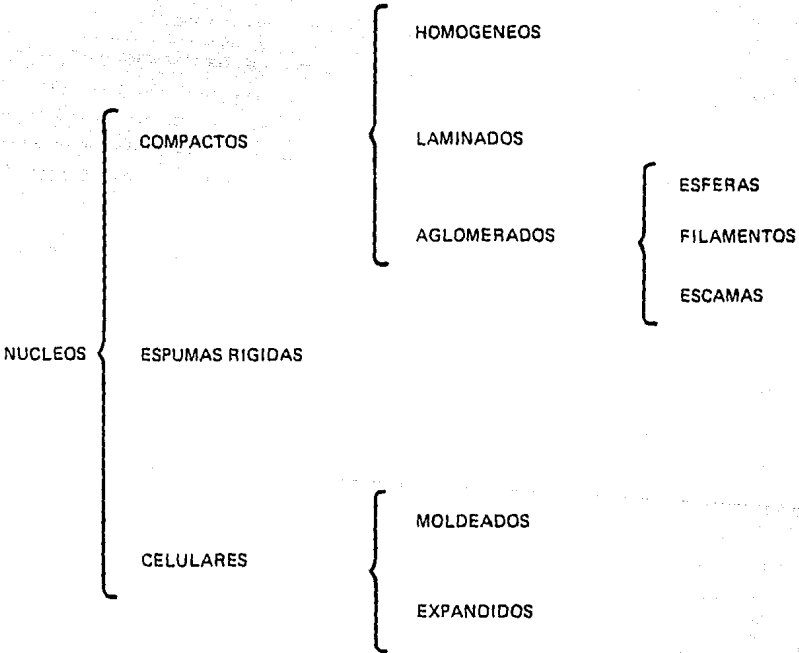 HOMOGENEOS
COMPACTOS
LAMINADOS
AGLOMERADOS
ESFERAS
FILAMENTOS
ESCAMAS
NUCLEOS
ESPUMAS RIGIDAS
CELULARES
MOLDEADOS
EXPANDIDOS